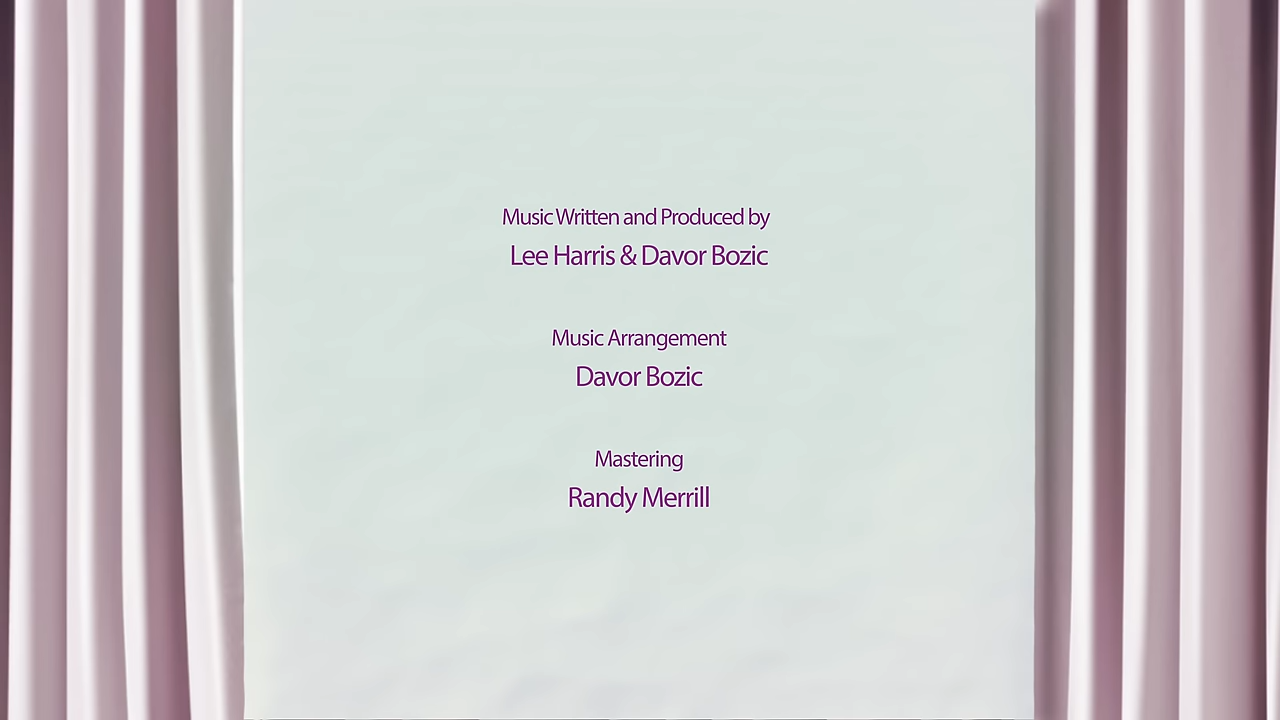 Music Written and Produced by
Lee Harris & Davor Bozic
Music Arrangement
Davor Bozic
Mastering
Randy Merrill